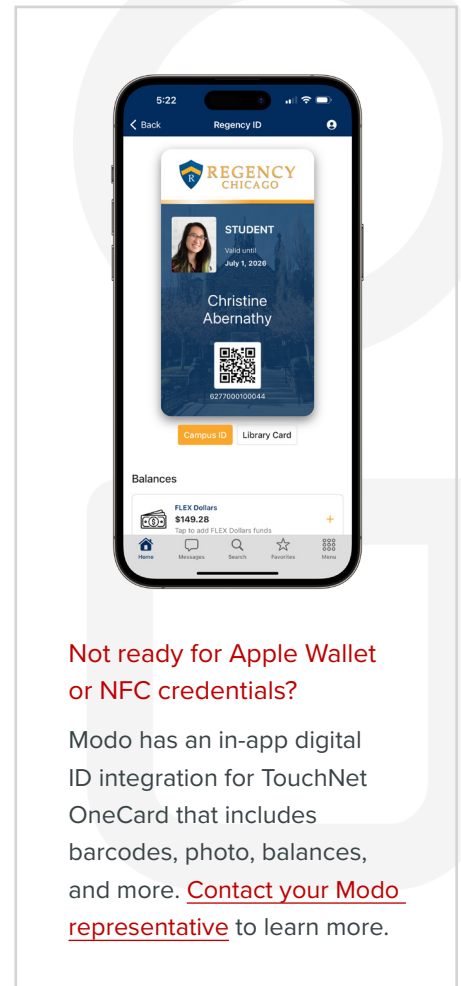 5:22
Back
Regency ID
R
REGENCY
CHICAGO
STUDENT
Valid until
July 1, 2026
Christine
Abernathy
6277000100044
Campus ID
Library Card
Balances
FLEX Dollars
$149.28
Tap to add FLEX Dollars funds
+
Home
Messages
Search
Favorites
Menu
Not ready for Apple Wallet
or NFC credentials?
Modo has an in-app digital
ID integration for TouchNet
OneCard that includes
barcodes, photo, balances,
and more. Contact your Modo
representative to learn more.